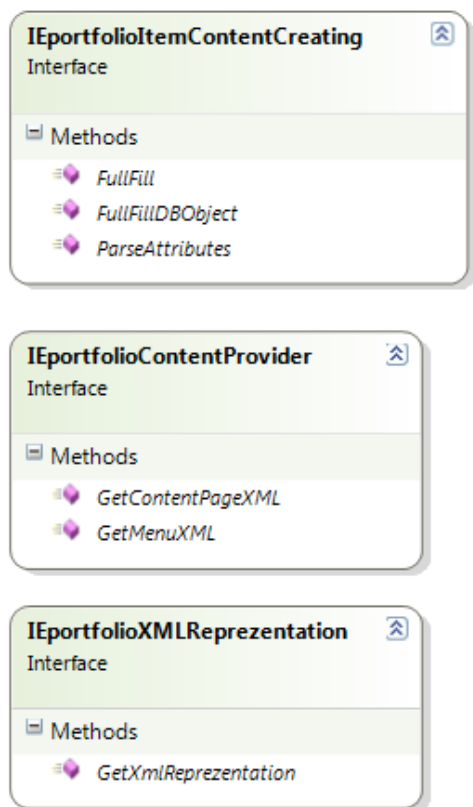 IEportfolioItemContentCreating
Interface
Methods
FullFill
FullFillDBObject
ParseAttributes
IEportfolioContentProvider
Interface
Methods
GetContentPageXML
GetMenuXML
IEportfolioXMLReprezentation
Interface
Methods
GetXmlReprezentation